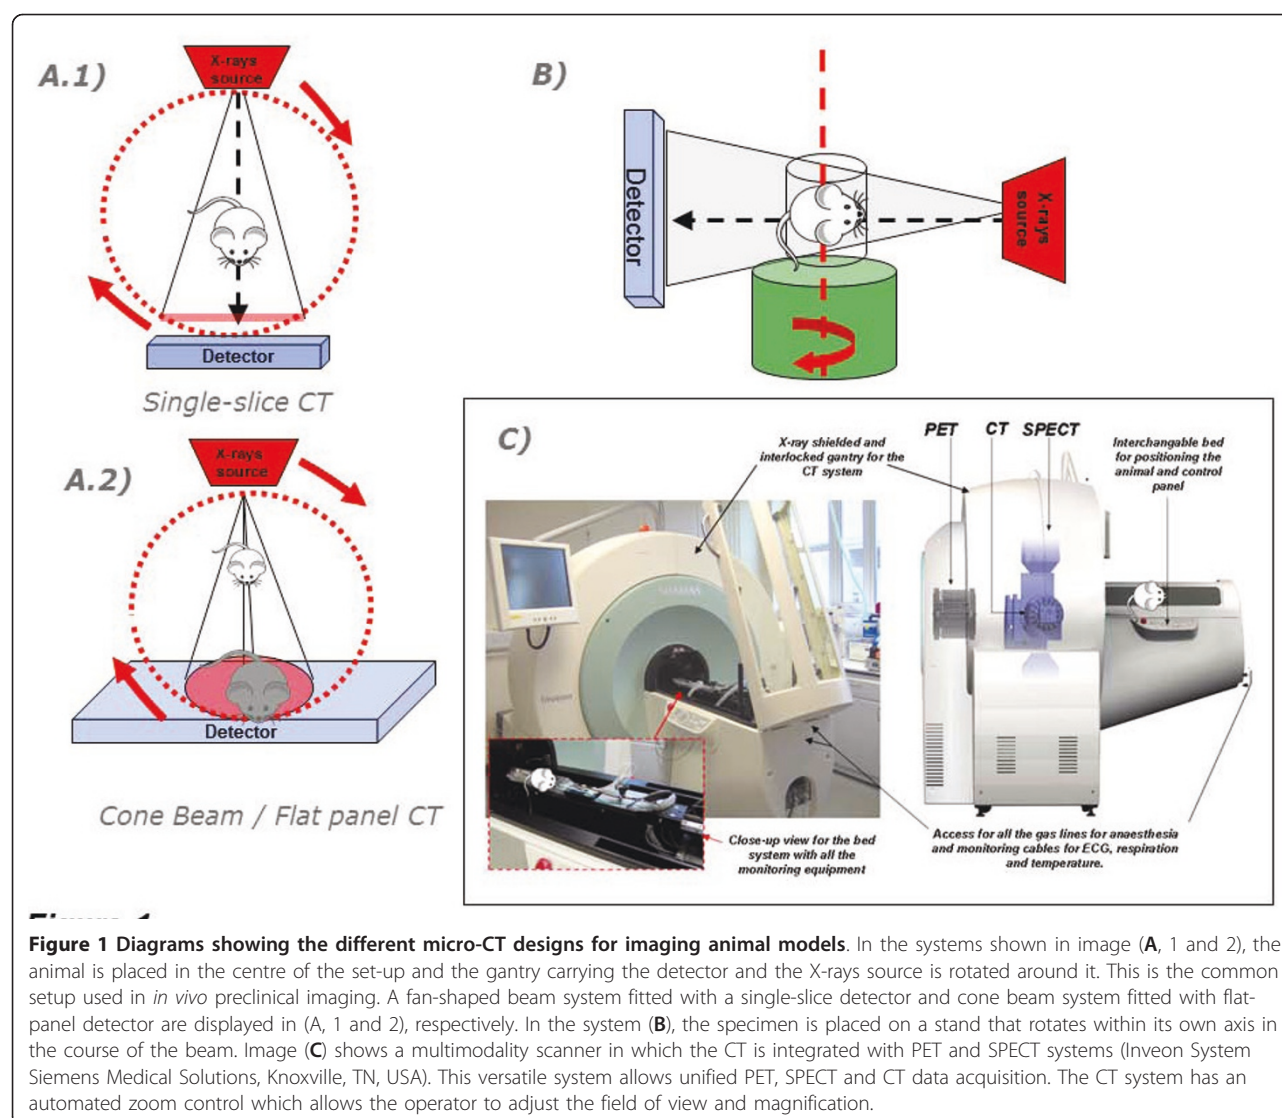 A.1)
X-rays
source
Detector
Single-slice CT
A.2)
X-rays
source
Detector
Cone Beam / Flat panel CT
B)
Detector
X-rays
source
C)
X-ray shielded and
interlocked gantry for the
CT system
PET CT SPECT
Interchangable bed
for positioning the
animal and control
panel
SIEMENS
Inveon
Close-up view for the bed
system with all the
monitoring equipment
Access for all the gas lines for anaesthesia
and monitoring cables for ECG, respiration
and temperature.
Figure 1 Diagrams showing the different micro-CT designs for imaging animal models. In the systems shown in image (A, 1 and 2), the
animal is placed in the centre of the set-up and the gantry carrying the detector and the X-rays source is rotated around it. This is the common
setup used in in vivo preclinical imaging. A fan-shaped beam system fitted with a single-slice detector and cone beam system fitted with flat-
panel detector are displayed in (A, 1 and 2), respectively. In the system (B), the specimen is placed on a stand that rotates within its own axis in
the course of the beam. Image (C) shows a multimodality scanner in which the CT is integrated with PET and SPECT systems (Inveon System
Siemens Medical Solutions, Knoxville, TN, USA). This versatile system allows unified PET, SPECT and CT data acquisition. The CT system has an
automated zoom control which allows the operator to adjust the field of view and magnification.